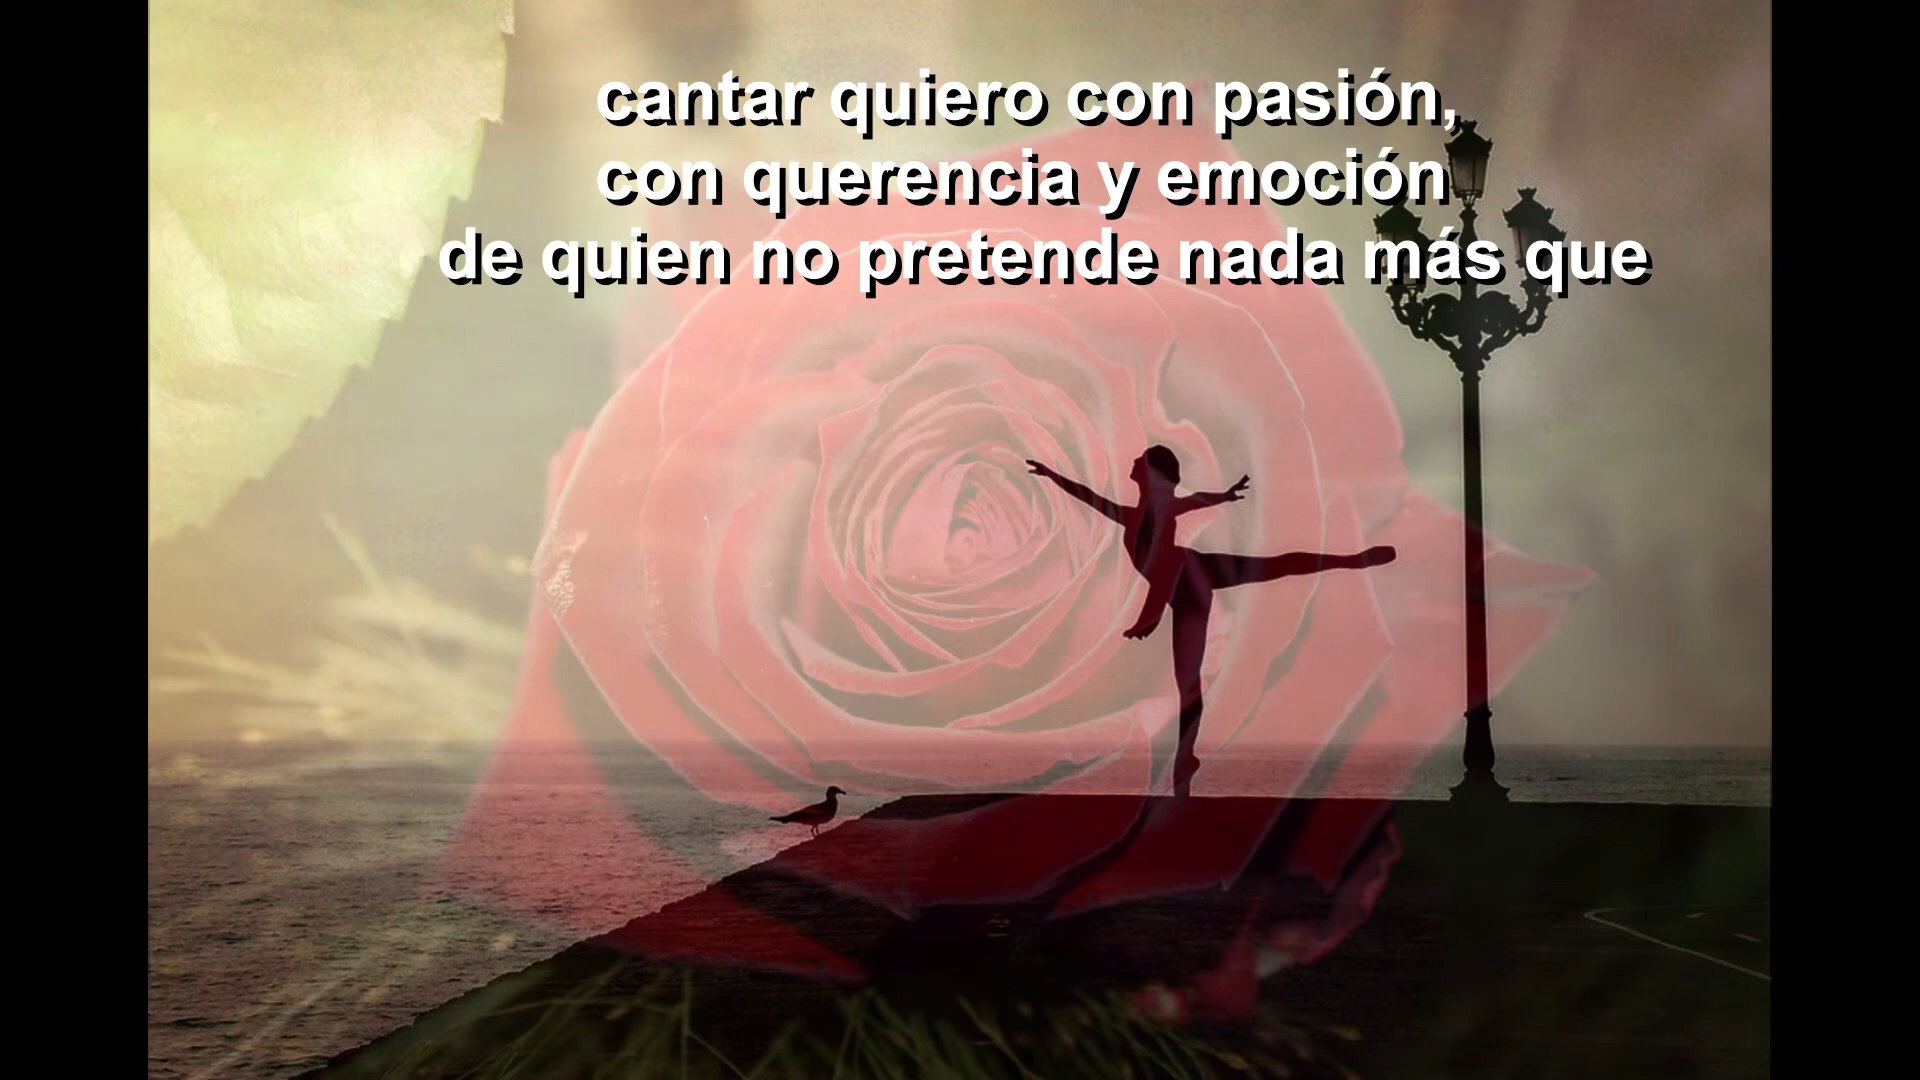 cantar quiero con pasión,
con querencia y emoción
de quien no pretende nada más que